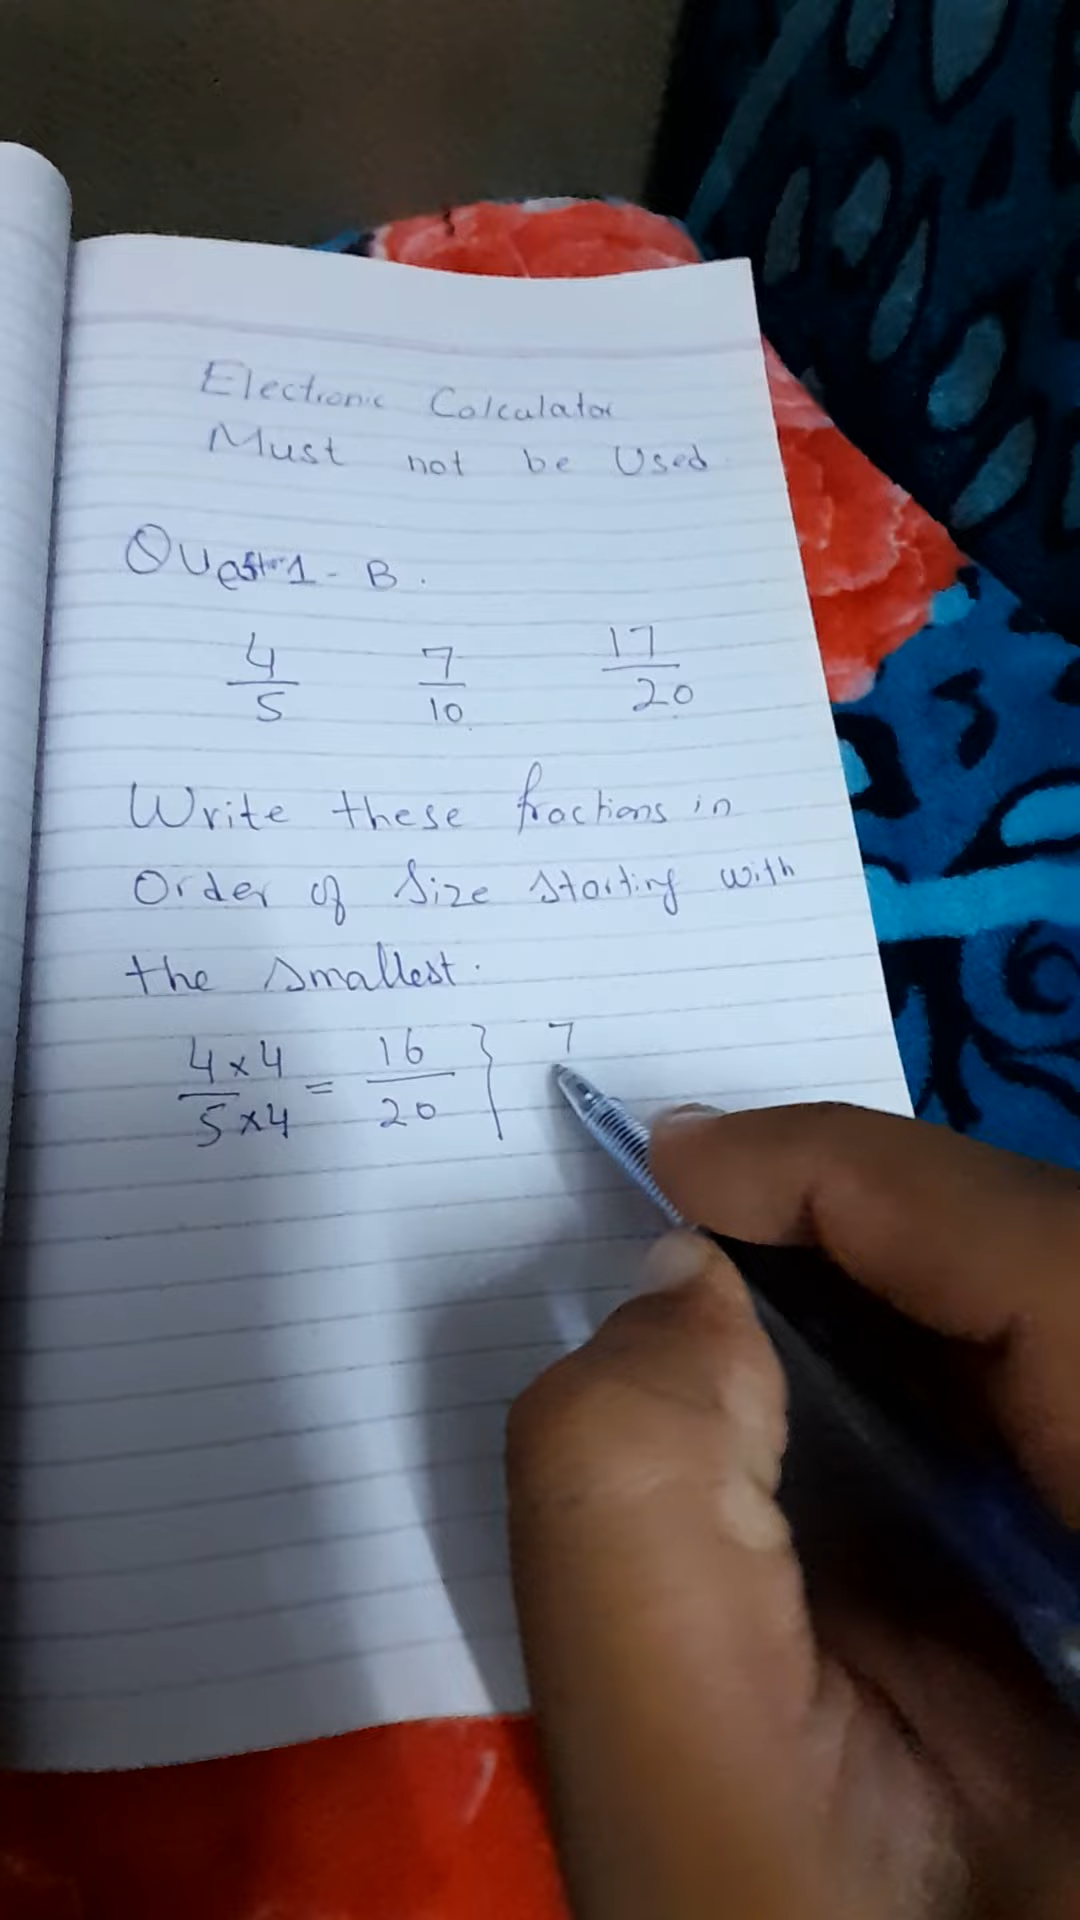 Electronic Calculator
Must not be Used
Question 1 - B.
4/5 7/10 17/20
Write these fractions in
Order of Size Starting with
the smallest.
4×4/5×4 = 16/20 } 7